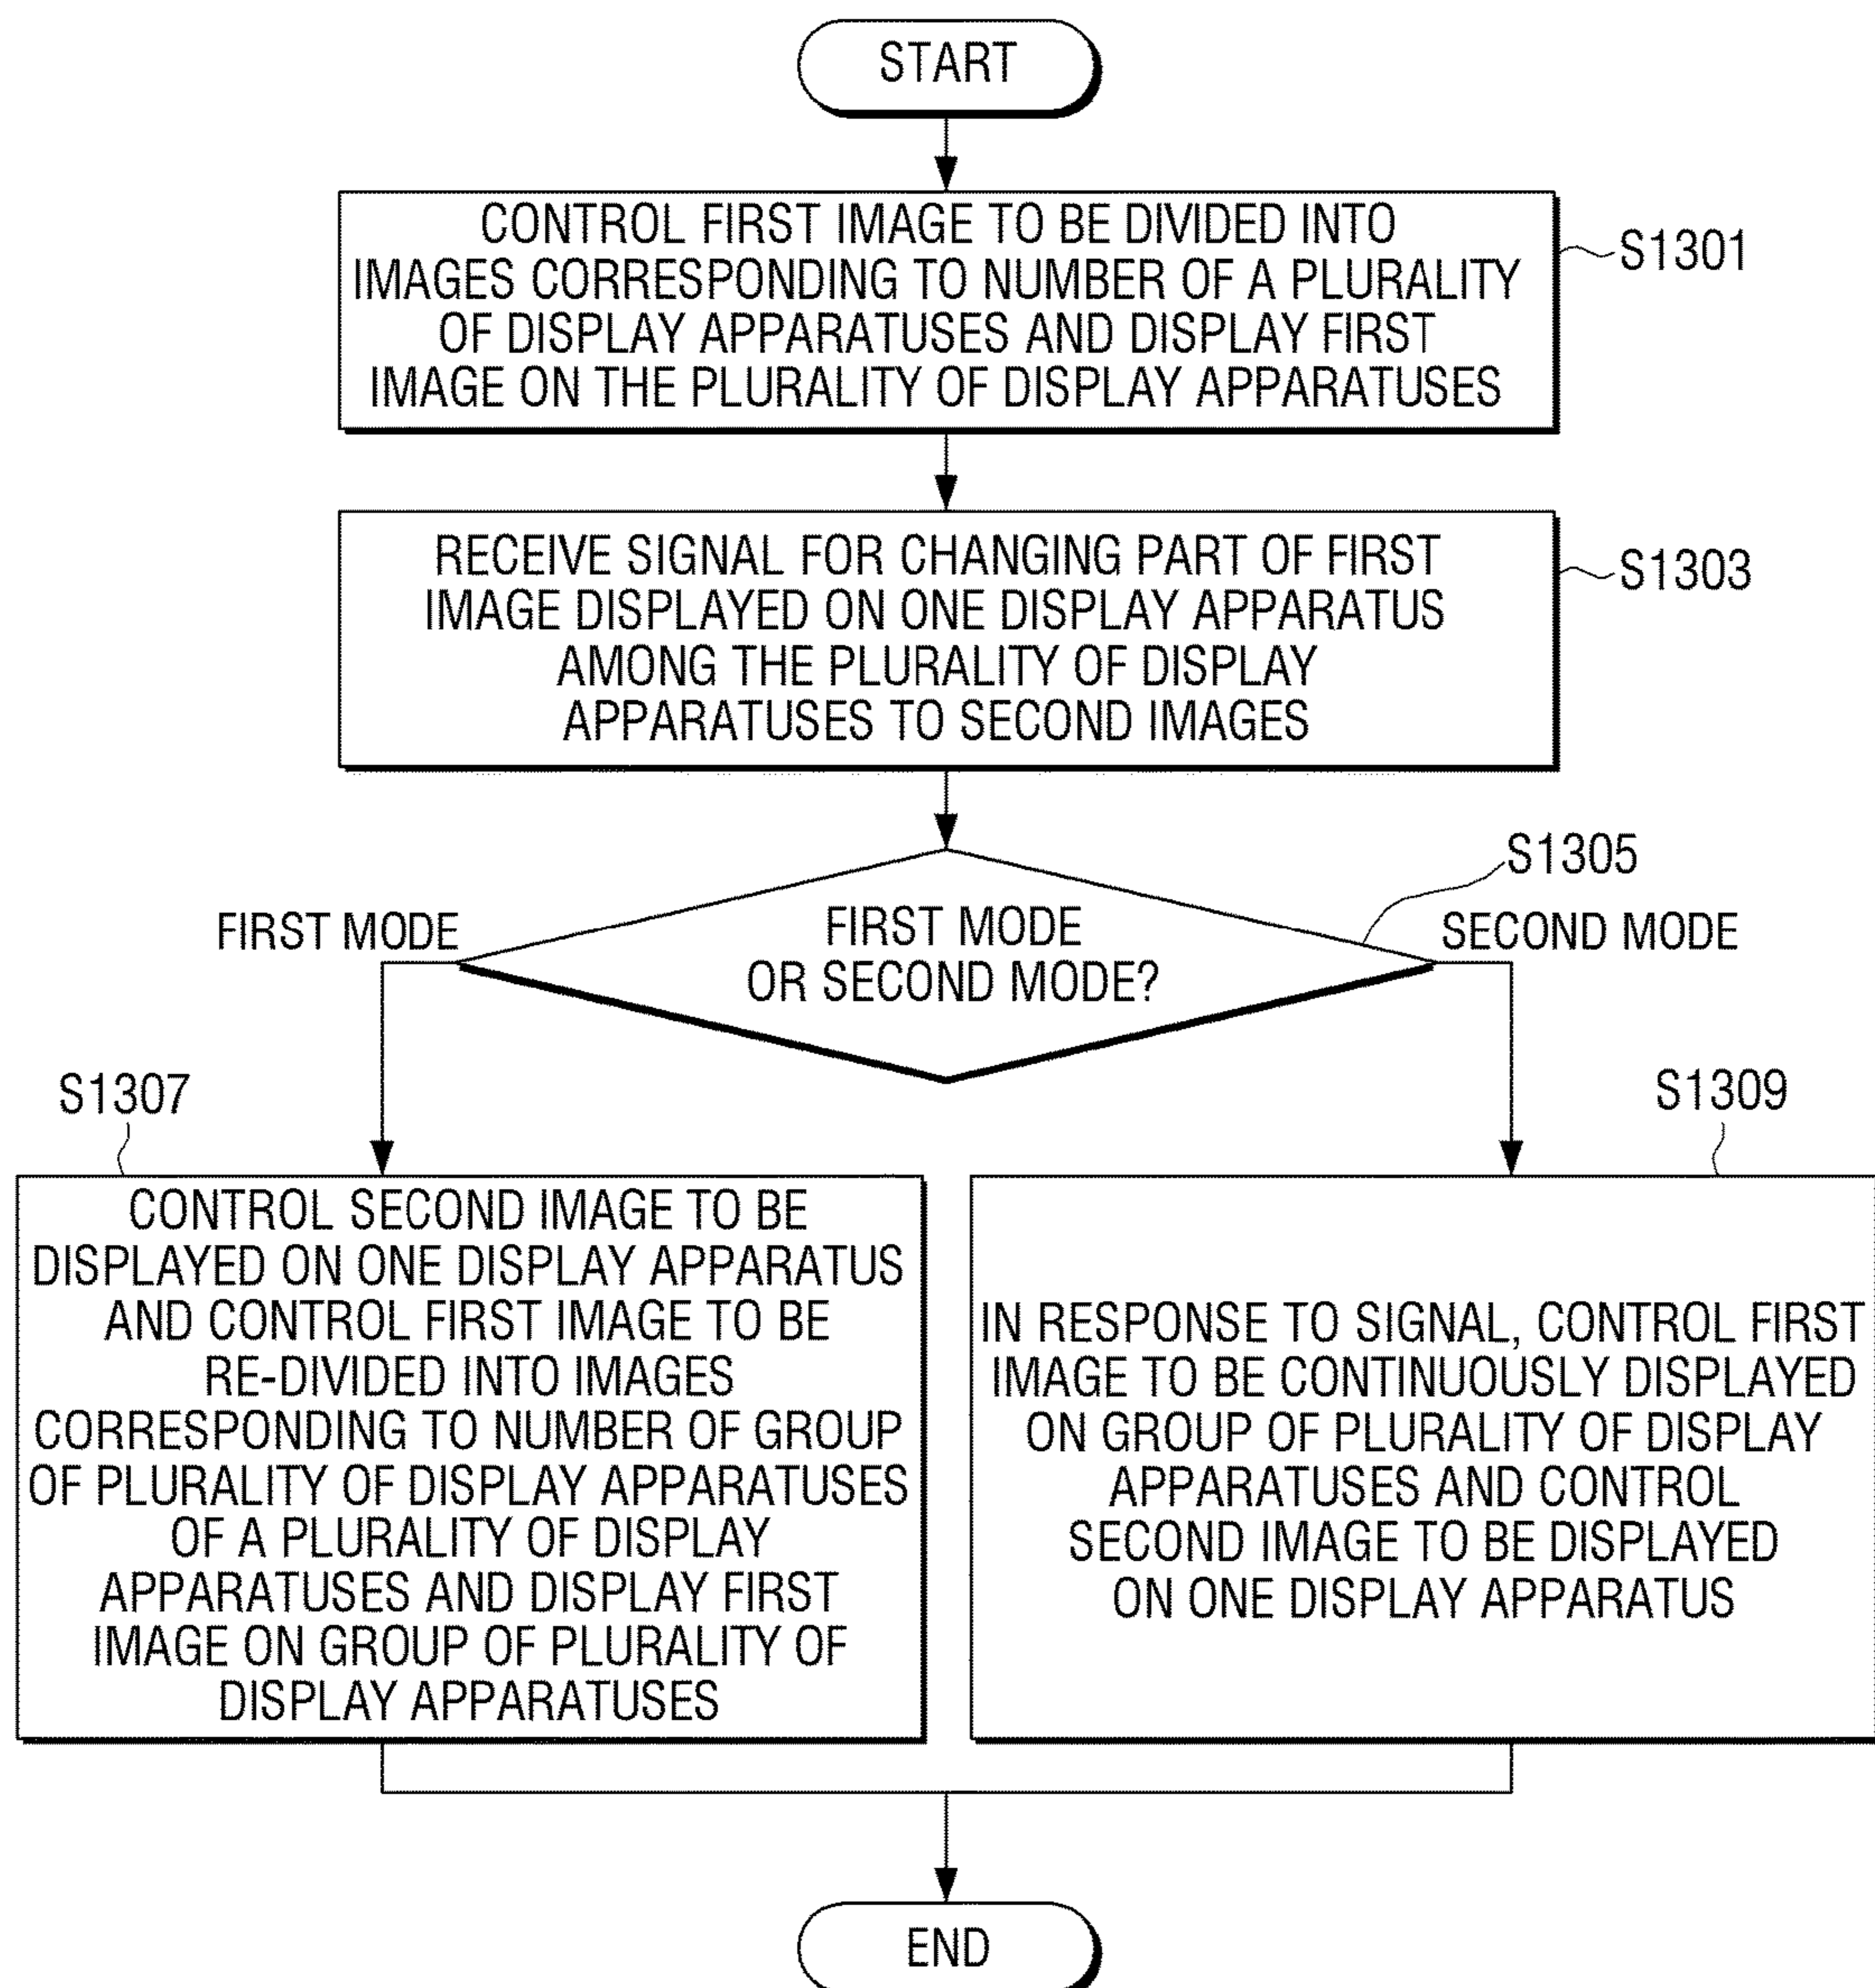 START
CONTROL FIRST IMAGE TO BE DIVIDED INTO
IMAGES CORRESPONDING TO NUMBER OF A PLURALITY
OF DISPLAY APPARATUSES AND DISPLAY FIRST
IMAGE ON THE PLURALITY OF DISPLAY APPARATUSES
S1301
RECEIVE SIGNAL FOR CHANGING PART OF FIRST
IMAGE DISPLAYED ON ONE DISPLAY APPARATUS
AMONG THE PLURALITY OF DISPLAY
APPARATUSES TO SECOND IMAGES
S1303
S1305
FIRST MODE
FIRST MODE
OR SECOND MODE?
SECOND MODE
S1307
CONTROL SECOND IMAGE TO BE
DISPLAYED ON ONE DISPLAY APPARATUS
AND CONTROL FIRST IMAGE TO BE
RE-DIVIDED INTO IMAGES
CORRESPONDING TO NUMBER OF GROUP
OF PLURALITY OF DISPLAY APPARATUSES
OF A PLURALITY OF DISPLAY
APPARATUSES AND DISPLAY FIRST
IMAGE ON GROUP OF PLURALITY OF
DISPLAY APPARATUSES
S1309
IN RESPONSE TO SIGNAL, CONTROL FIRST
IMAGE TO BE CONTINUOUSLY DISPLAYED
ON GROUP OF PLURALITY OF DISPLAY
APPARATUSES AND CONTROL
SECOND IMAGE TO BE DISPLAYED
ON ONE DISPLAY APPARATUS
END